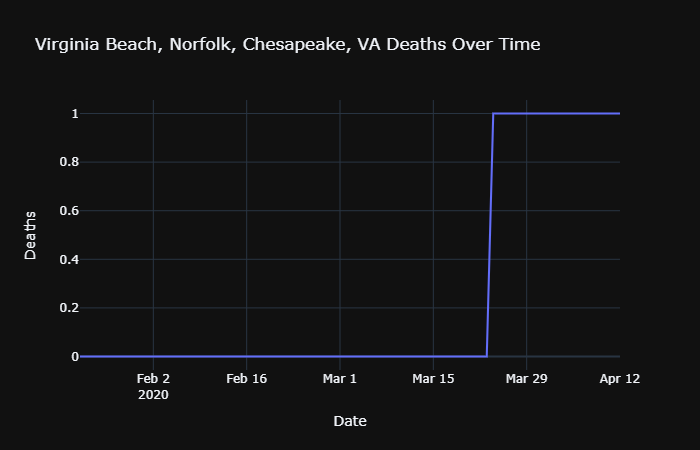 Virginia Beach, Norfolk, Chesapeake, VA Deaths Over Time
Deaths
1
0.8
0.6
0.4
0.2
0
Feb 2
2020
Feb 16
Mar 1
Mar 15
Mar 29
Apr 12
Date